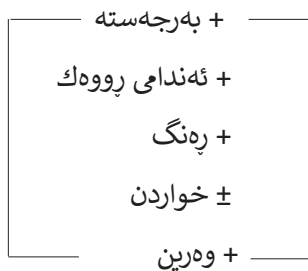 + بەرجەستە
+ ئەندامی ڕووەك
+ ڕەنگ
± خواردن
+ وەرین